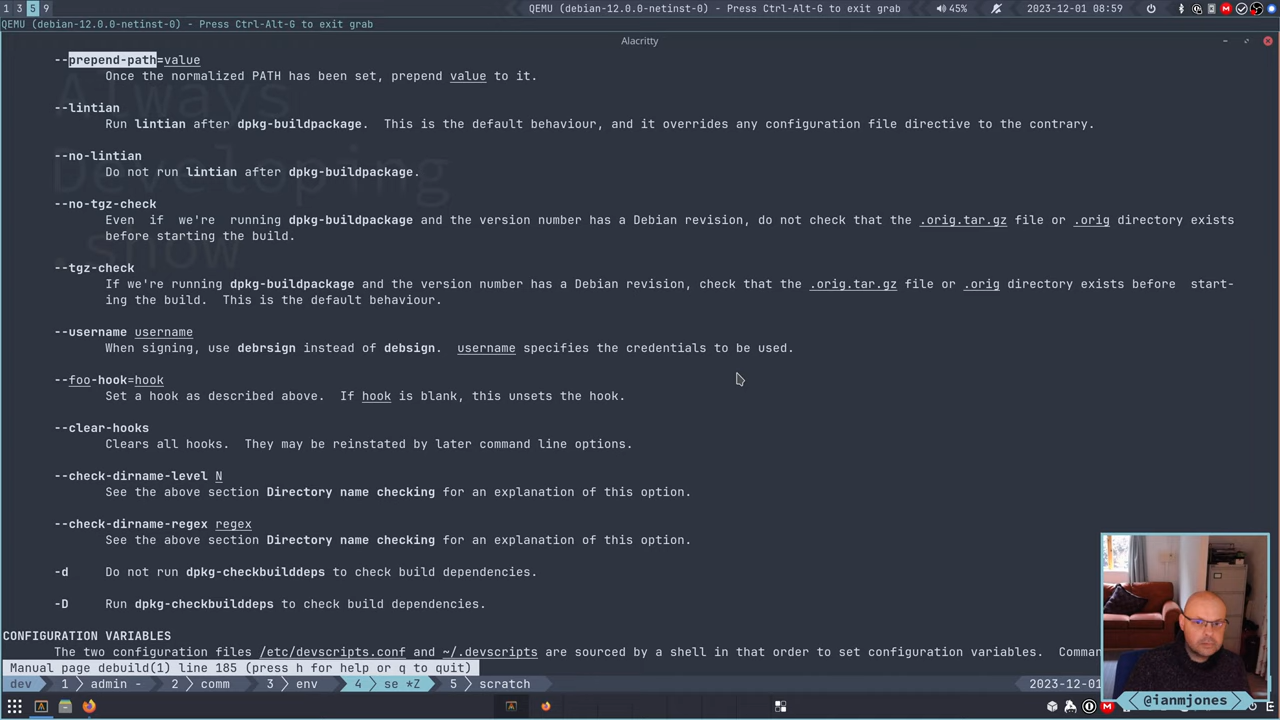 1 3 5 9
QEMU (debian-12.0.0-netinst-0) - Press Ctrl-Alt-G to exit grab
45%
2023-12-01 08:59
QEMU (debian-12.0.0-netinst-0) - Press Ctrl-Alt-G to exit grab
Alacritty
--prepend-path=value
Once the normalized PATH has been set, prepend value to it.
Always
--lintian
Run lintian after dpkg-buildpackage.  This is the default behaviour, and it overrides any configuration file directive to the contrary.
--no-lintian
Do not run lintian after dpkg-buildpackage.
Developing
--no-tgz-check
Even if we're running dpkg-buildpackage and the version number has a Debian revision, do not check that the .orig.tar.gz file or .orig directory exists
before starting the build.
.show
--tgz-check
If we're running dpkg-buildpackage and the version number has a Debian revision, check that the .orig.tar.gz file or .orig directory exists before start-
ing the build.  This is the default behaviour.
--username username
When signing, use debrsign instead of debsign.  username specifies the credentials to be used.
--foo-hook=hook
Set a hook as described above.  If hook is blank, this unsets the hook.
--clear-hooks
Clears all hooks.  They may be reinstated by later command line options.
--check-dirname-level N
See the above section Directory name checking for an explanation of this option.
--check-dirname-regex regex
See the above section Directory name checking for an explanation of this option.
-d Do not run dpkg-checkbuilddeps to check build dependencies.
-D Run dpkg-checkbuilddeps to check build dependencies.
CONFIGURATION VARIABLES
The two configuration files /etc/devscripts.conf and ~/.devscripts are sourced by a shell in that order to set configuration variables.  Comman
Manual page debuild(1) line 185 (press h for help or q to quit)
dev 1 admin - 2 comm 3 env 4 se *Z 5 scratch 2023-12-01
@ianmjones